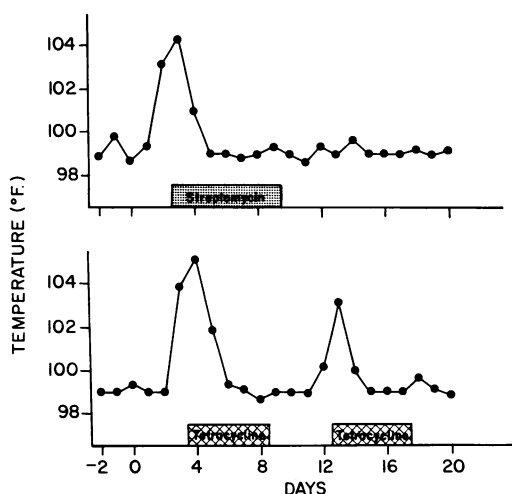 TEMPERATURE (°F.)
104
102
100
98
Streptomycin
104
102
100
98
Tetracycline
Tetracycline
-2 0 4 8 12 16 20
DAYS